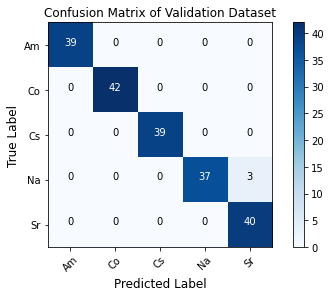 Confusion Matrix of Validation Dataset
Am 39 0 0 0 0
Co 0 42 0 0 0
Cs 0 0 39 0 0
Na 0 0 0 37 3
Sr 0 0 0 0 40
Am Co Cs Na Sr
True Label
Predicted Label
40
35
30
25
20
15
10
5
0